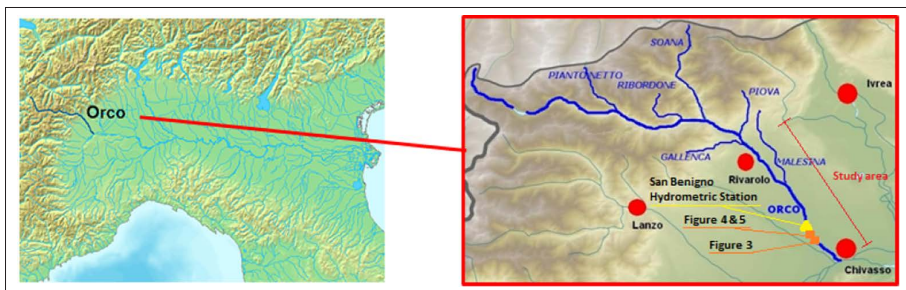 Orco
SOANA
PIANTONETTO
RIBORDONE
PIOVA
Ivrea
GALLENCA
MALESINA
Rivarolo
Study area
San Benigno
Hydrometric Station
ORCO
Lanzo
Figure 4 & 5
Figure 3
Chivasso